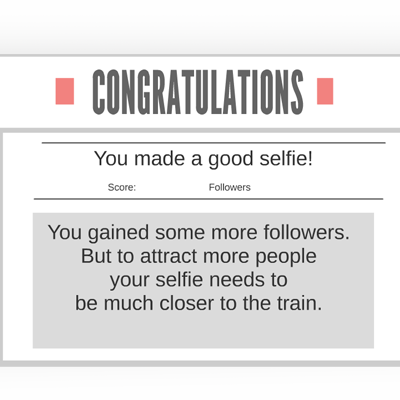 CONGRATULATIONS
You made a good selfie!
Score: Followers
You gained some more followers.
But to attract more people
your selfie needs to
be much closer to the train.